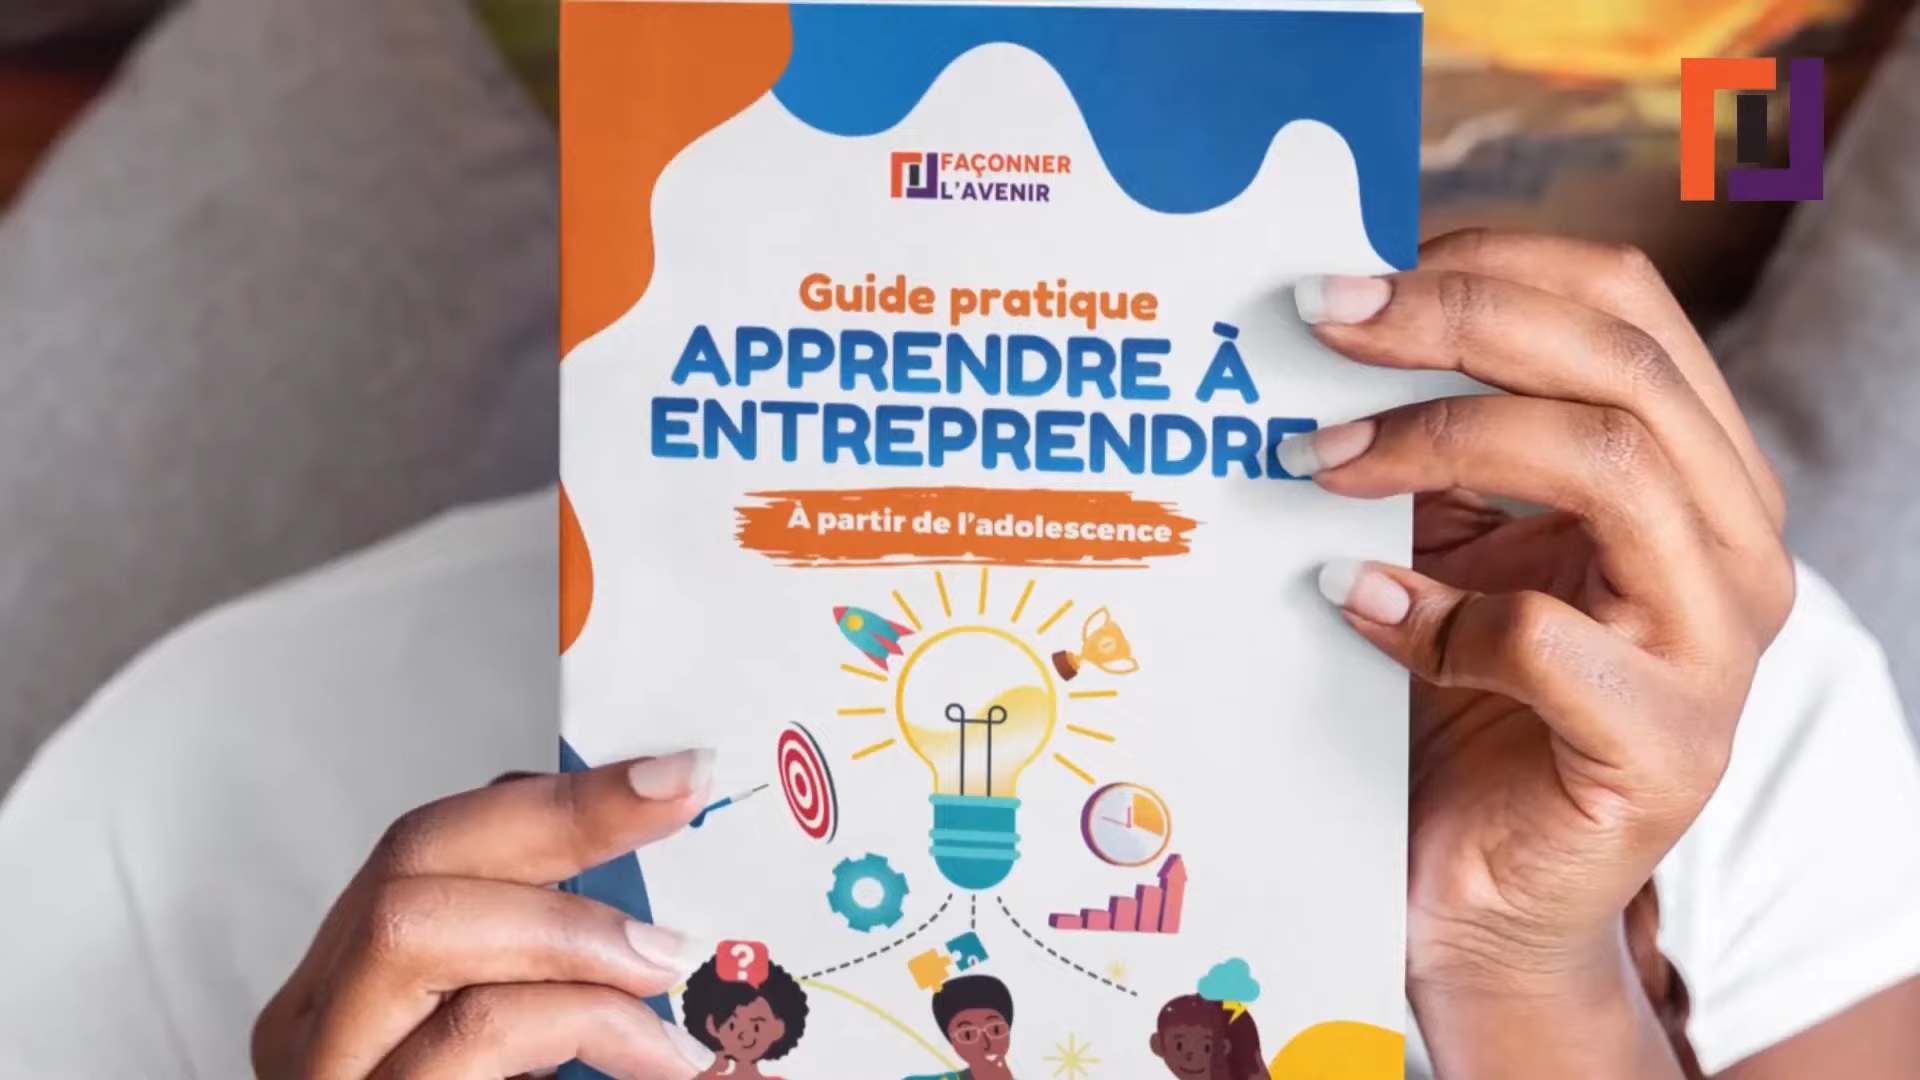 FAÇONNER
L'AVENIR
Guide pratique
APPRENDRE À
ENTREPRENDRE
À partir de l'adolescence
?